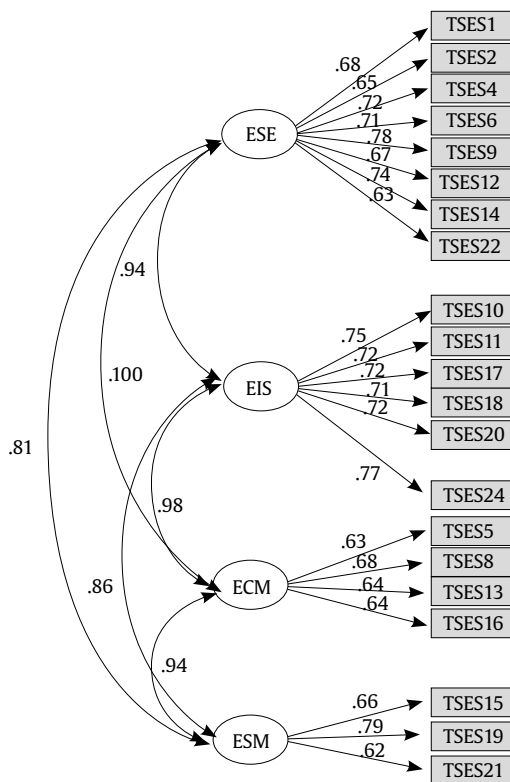 TSES1
.68
TSES2
.65
TSES4
.72
TSES6
.71
ESE
TSES9
.78
TSES12
.67
TSES14
.74
TSES22
.63
.94
TSES10
.75
TSES11
.72
.100
TSES17
.72
EIS
TSES18
.71
TSES20
.72
.81
.77
TSES24
.98
TSES5
.63
TSES8
.68
.86
ECM
TSES13
.64
TSES16
.64
.94
TSES15
.66
ESM
TSES19
.79
TSES21
.62